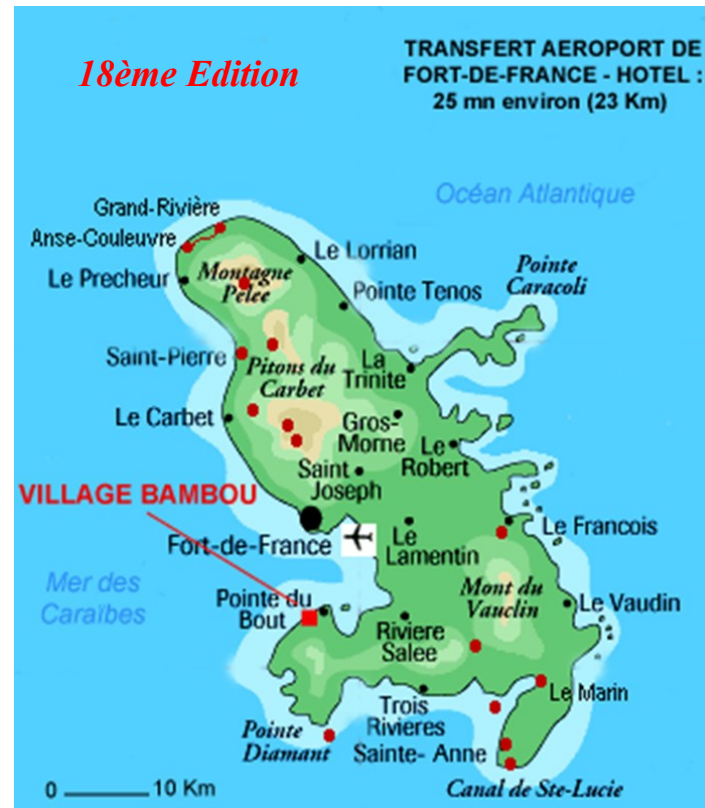 18ème Edition
TRANSFERT AEROPORT DE
FORT-DE-FRANCE - HOTEL :
25 mn environ (23 Km)
Océan Atlantique
Grand-Rivière
Anse-Couleuvre
Le Lorrian
Le Precheur
Montagne
Pelee
Pointe
Caracoli
Pointe Tenos
Saint-Pierre
Pitons du
Carbet
La
Trinite
Le Carbet
Gros-
Morne
Le
Robert
Saint
Joseph
VILLAGE BAMBOU
Fort-de-France
Le
Lamentin
Le Francois
Mer des
Caraïbes
Pointe du
Bout
Mont du
Vauclin
Le Vaudin
Riviere
Salee
Le Marin
Trois
Rivieres
Pointe
Diamant
Sainte- Anne
Canal de Ste-Lucie
0 10 Km